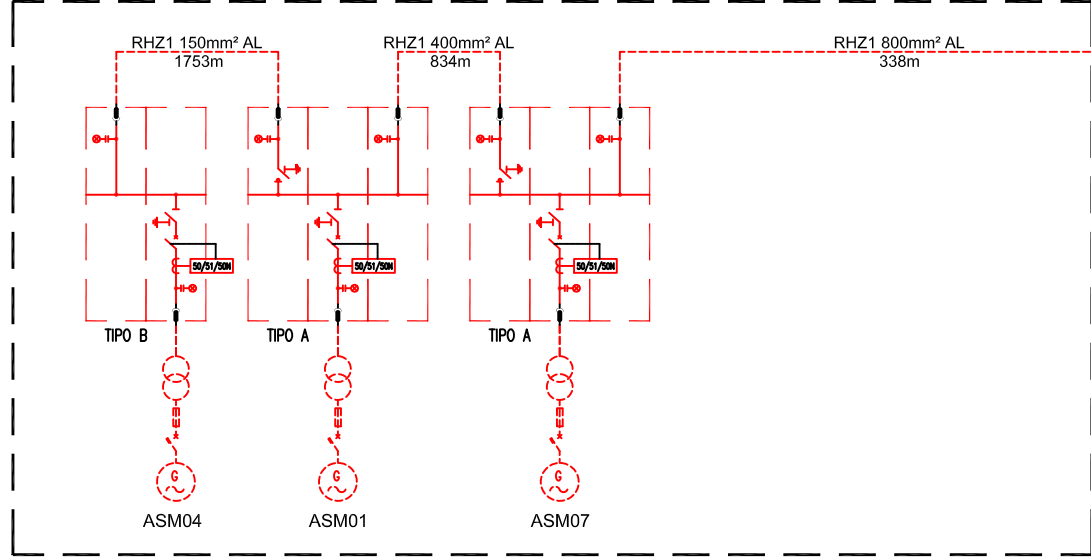 RHZ1 150mm² AL
1753m
RHZ1 400mm² AL
834m
RHZ1 800mm² AL
338m
50/51/50N
50/51/50N
50/51/50N
TIPO B
TIPO A
TIPO A
G
G
G
ASM04
ASM01
ASM07